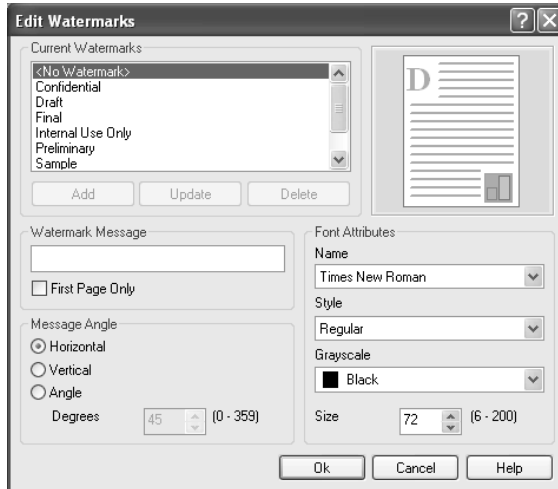 Edit Watermarks
Current Watermarks
<No Watermark>
Confidential
Draft
Final
Internal Use Only
Preliminary
Sample
Add Update Delete
D
Watermark Message
First Page Only
Message Angle
Horizontal
Vertical
Angle
Degrees 45 (0 - 359)
Font Attributes
Name
Times New Roman
Style
Regular
Grayscale
Black
Size 72 (6 - 200)
Ok Cancel Help